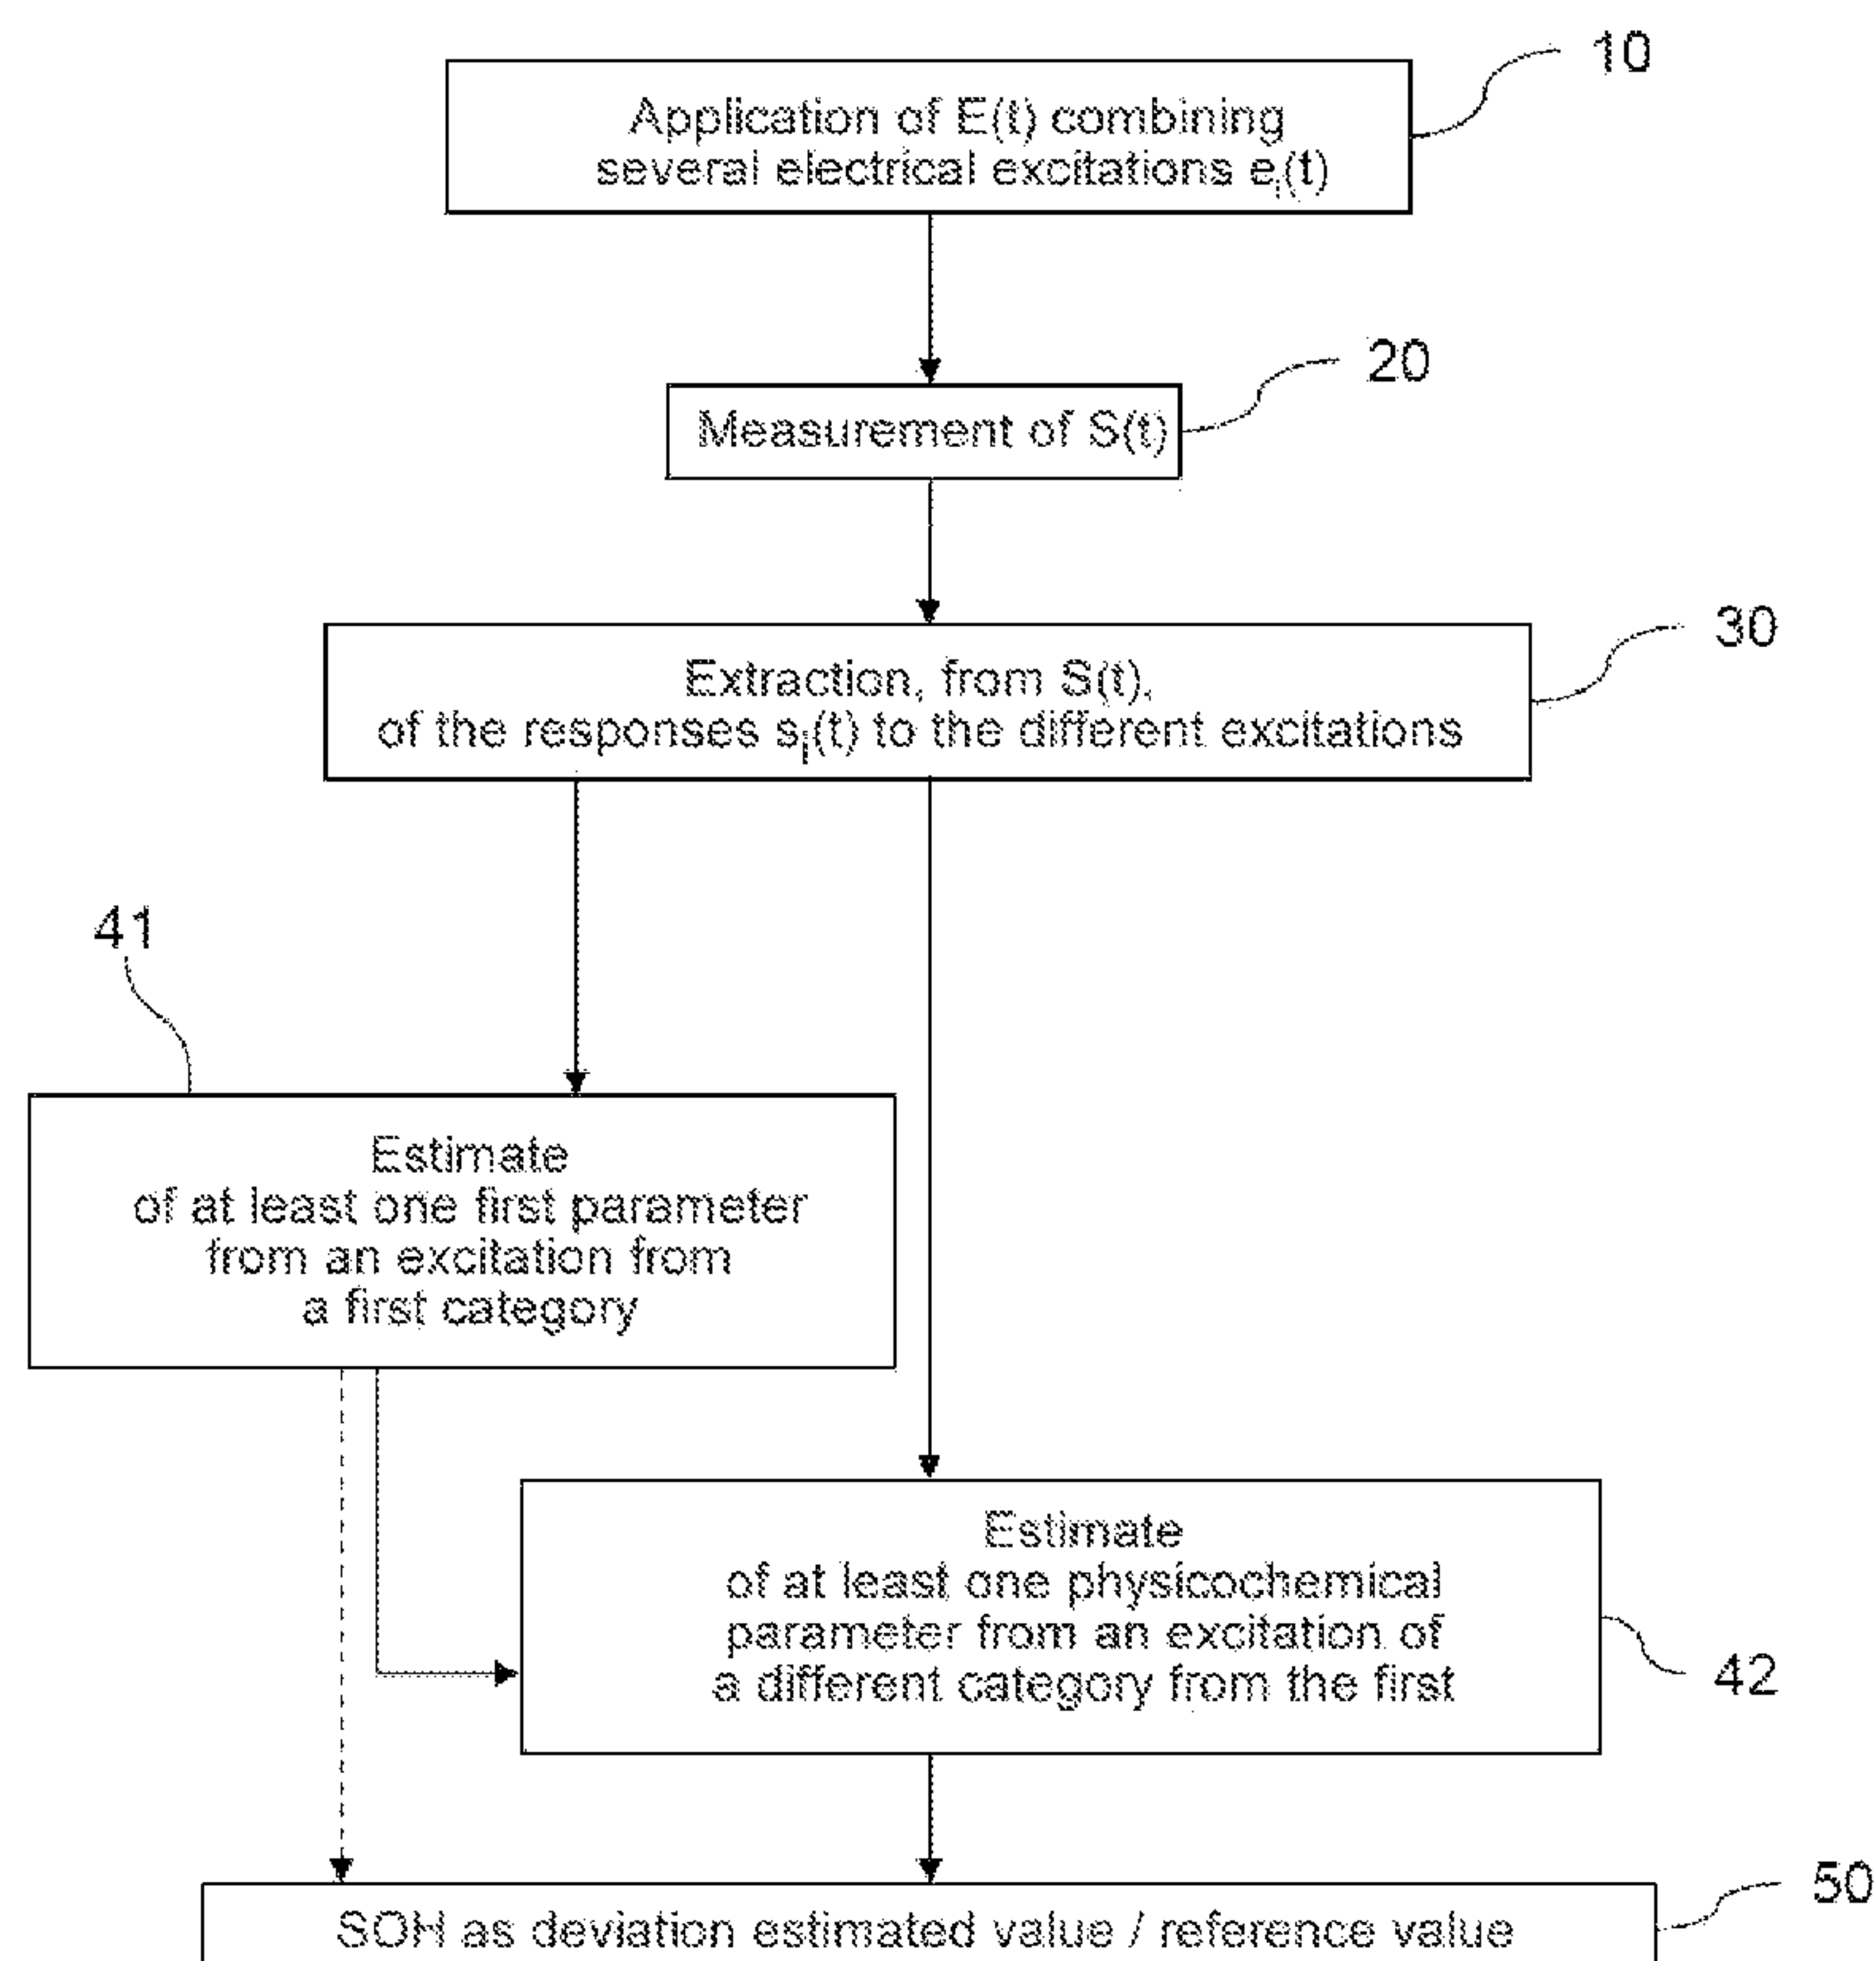 10
Application of E(t) combining
several electrical excitations eᵢ(t)
20
Measurement of S(t)
30
Extraction, from S(t),
of the responses sᵢ(t) to the different excitations
41
Estimate
of at least one first parameter
from an excitation from
a first category
Estimate
of at least one physicochemical
parameter from an excitation of
a different category from the first
42
50
SOH as deviation estimated value / reference value